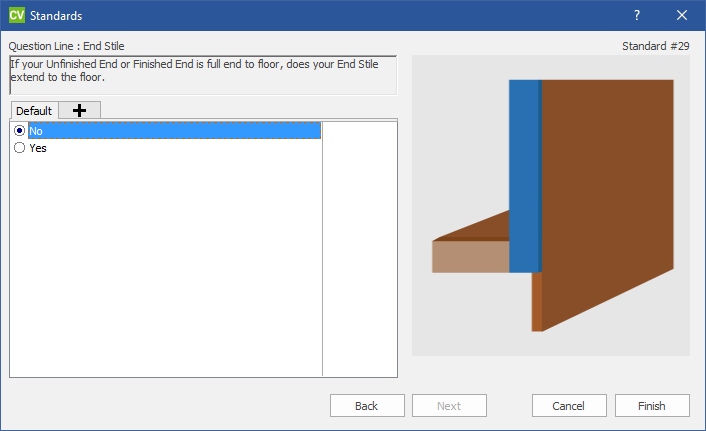 CV Standards
Question Line : End Stile
Standard #29
If your Unfinished End or Finished End is full end to floor, does your End Stile
extend to the floor.
Default
No
Yes
Back
Next
Cancel
Finish